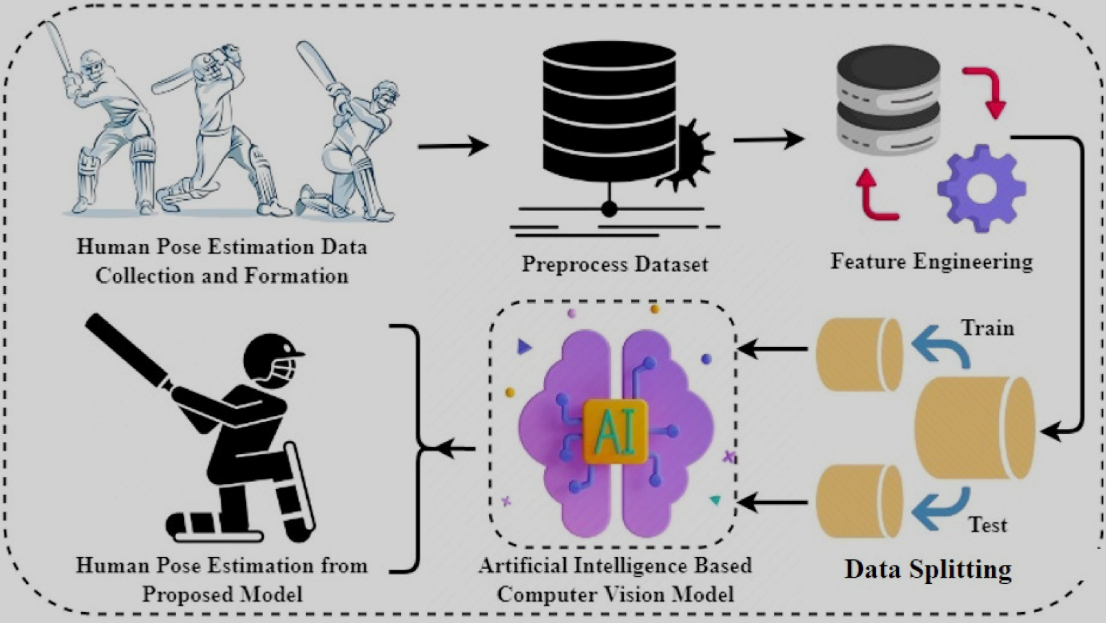 Human Pose Estimation Data
Collection and Formation
Preprocess Dataset
Feature Engineering
Train
Test
Data Splitting
AI
Artificial Intelligence Based
Computer Vision Model
Human Pose Estimation from
Proposed Model